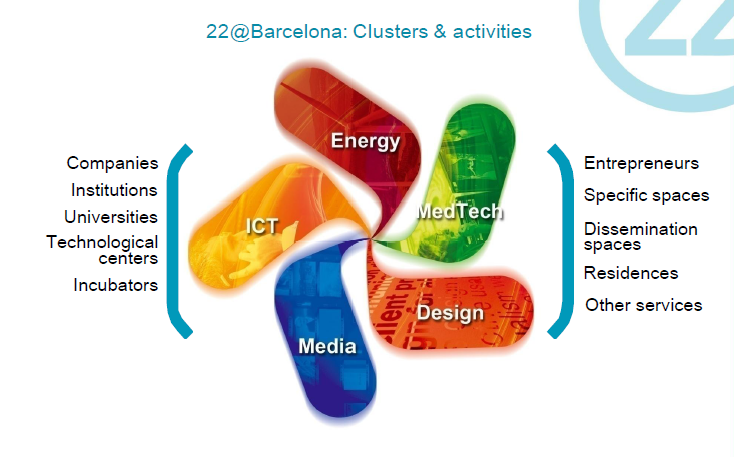 22@Barcelona: Clusters & activities
22
Companies
Institutions
Universities
Technological
centers
Incubators
Energy
MedTech
ICT
Design
Media
Entrepreneurs
Specific spaces
Dissemination
spaces
Residences
Other services